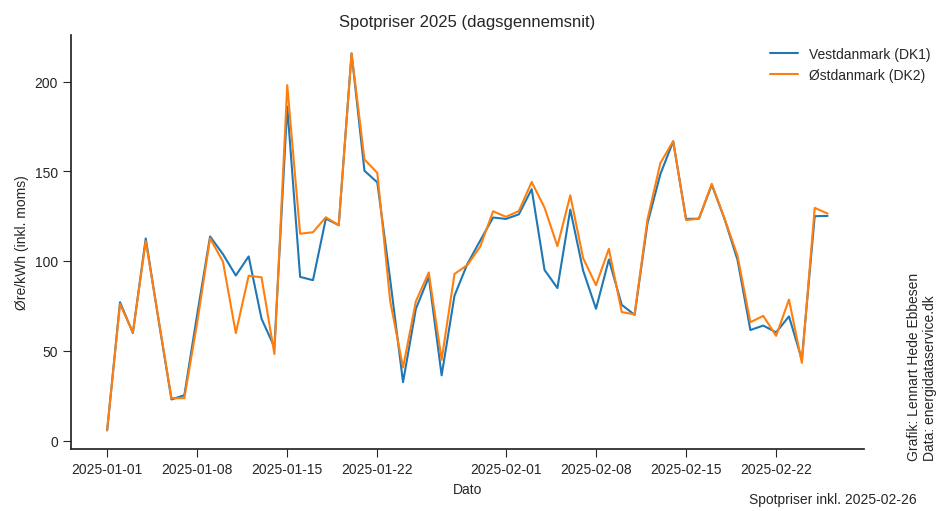 Spotpriser 2025 (dagsgennemsnit)
Vestdanmark (DK1)
Østdanmark (DK2)
Øre/kWh (inkl. moms)
200
150
100
50
0
2025-01-01
2025-01-08
2025-01-15
2025-01-22
2025-02-01
2025-02-08
2025-02-15
2025-02-22
Dato
Grafik: Lennart Hede Ebbesen
Data: energidataservice.dk
Spotpriser inkl. 2025-02-26